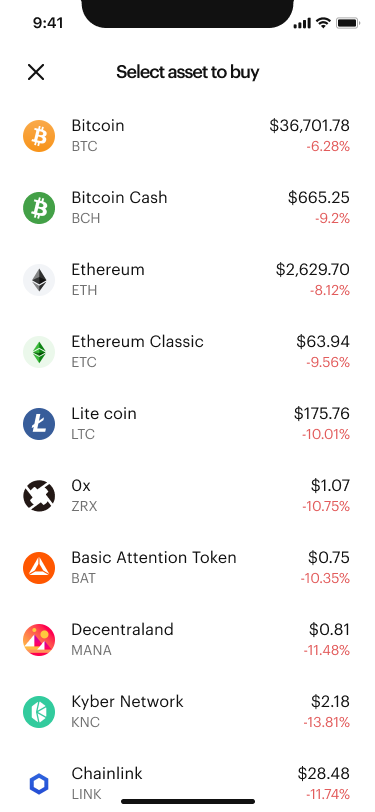 9:41
Select asset to buy
Bitcoin $36,701.78
BTC -6.28%
Bitcoin Cash $665.25
BCH -9.2%
Ethereum $2,629.70
ETH -8.12%
Ethereum Classic $63.94
ETC -9.56%
Lite coin $175.76
LTC -10.01%
0x $1.07
ZRX -10.75%
Basic Attention Token $0.75
BAT -10.35%
Decentraland $0.81
MANA -11.48%
Kyber Network $2.18
KNC -13.81%
Chainlink $28.48
LINK -11.74%